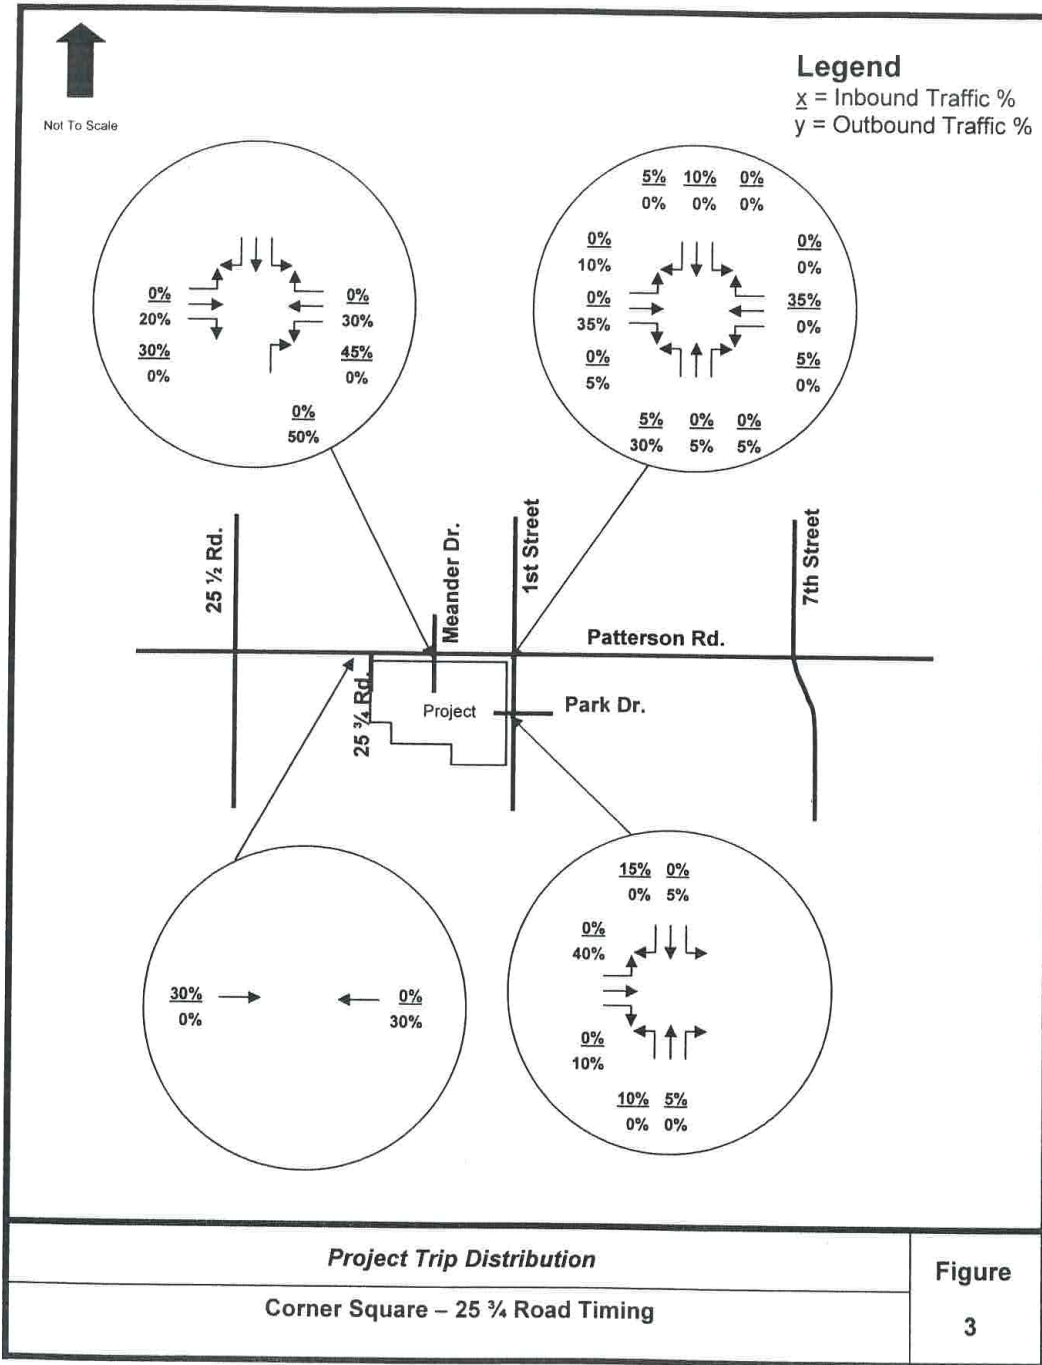 Legend
x = Inbound Traffic %
y = Outbound Traffic %
Not To Scale
0%
20%
30%
0%
0%
30%
45%
0%
0%
50%
5% 10% 0%
0% 0% 0%
0%
10%
0%
35%
0%
5%
0%
0%
35%
0%
5%
0%
5% 0% 0%
30% 5% 5%
25 ½ Rd.
Meander Dr.
1st Street
7th Street
Patterson Rd.
25 ¾ Rd.
Project
Park Dr.
30%
0%
0%
30%
15% 0%
0% 5%
0%
40%
0%
10%
10% 5%
0% 0%
Project Trip Distribution
Corner Square – 25 ¾ Road Timing
Figure
3